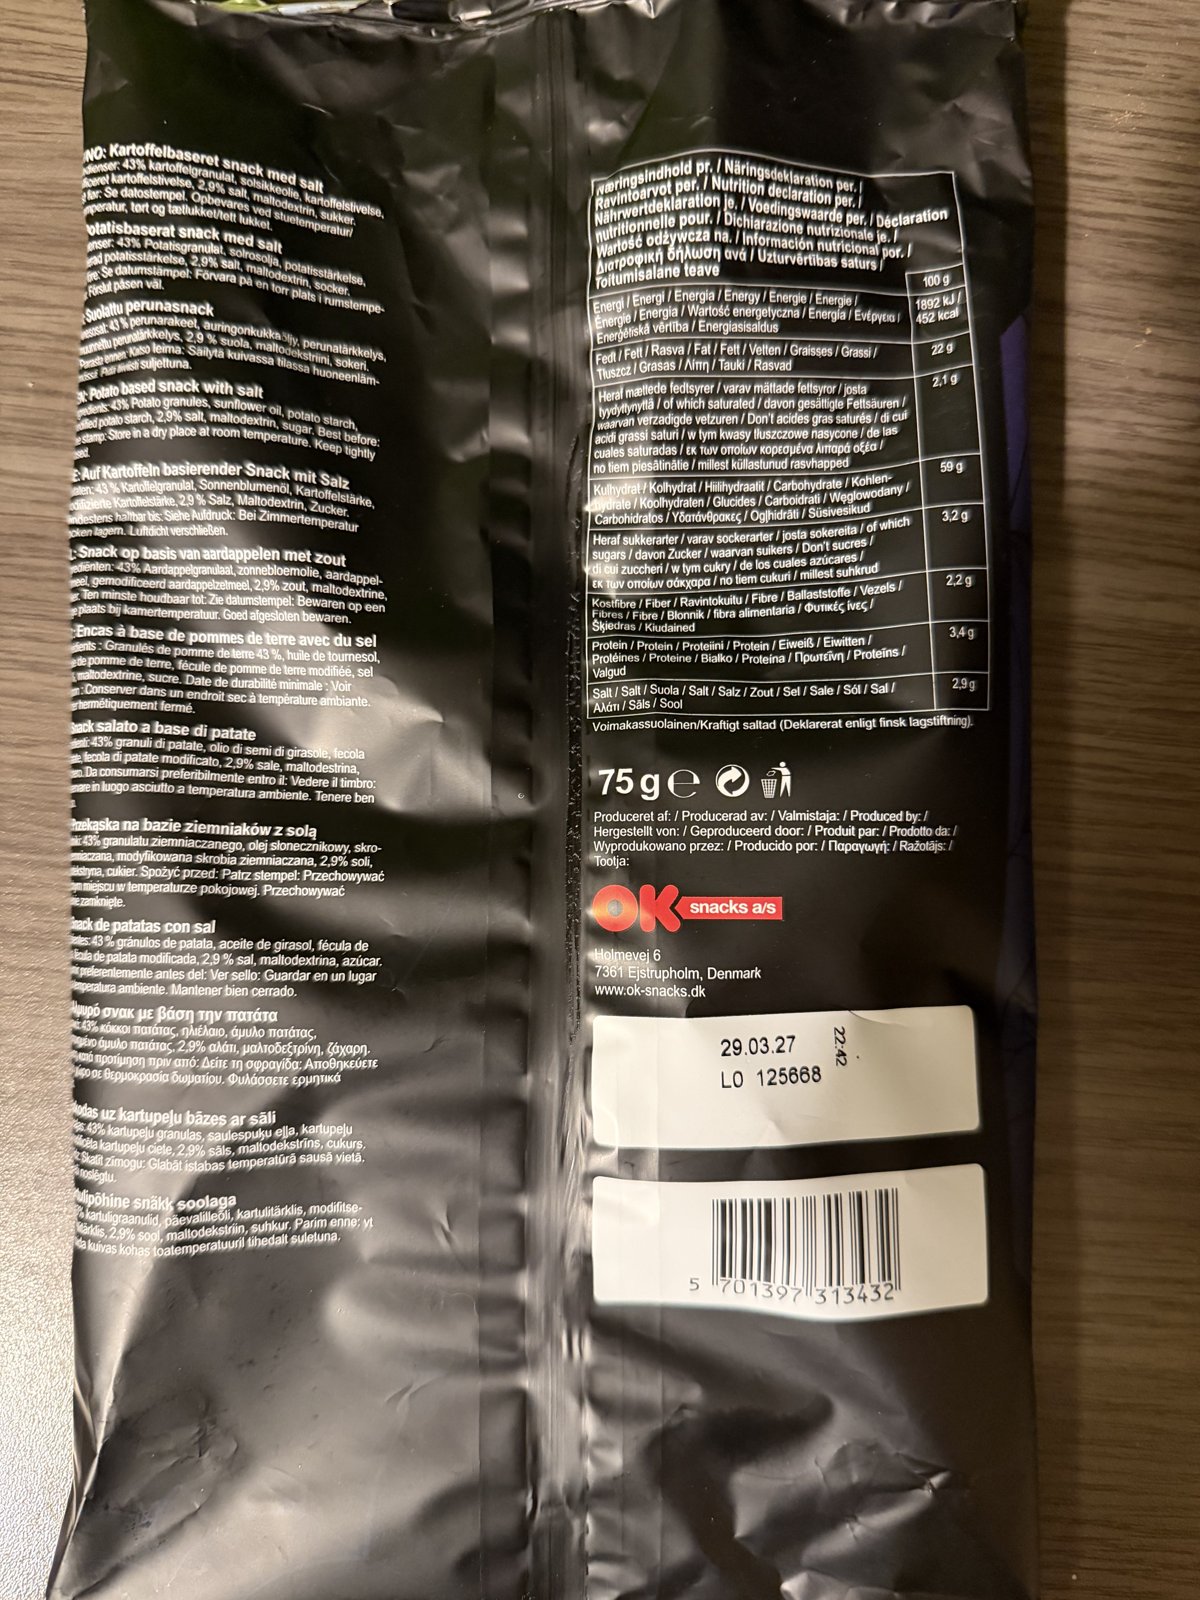 NO: Kartoffelbaseret snack med salt
43% kartoffelgranulat, solsikkeolie, kartoffelstivelse,
kartoffelstivelse, 2,9% salt, maltodextrin, sukker.
før: Se datostempel. Opbevares ved stuetemperatur/
tørt og tætlukket/tett lukket.
Potatisbaserat snack med salt
43% Potatisgranulat, solrosolja, potatisstärkelse,
potatisstärkelse, 2,9% salt, maltodextrin, socker.
Se datumstämpel: Förvara på en torr plats i rumstempe-
Förslut påsen väl.
Suolattu perunasnack
43 % perunarakeet, auringonkukkaöljy, perunatärkkelys,
perunatärkkelys, 2,9 % suola, maltodekstriini, sokeri.
Parasta ennen: Katso leima: Säilytä kuivassa tilassa huoneenläm-
suljettuna.
Potato based snack with salt
43% Potato granules, sunflower oil, potato starch,
potato starch, 2,9% salt, maltodextrin, sugar. Best before:
stamp: Store in a dry place at room temperature. Keep tightly
Auf Kartoffeln basierender Snack mit Salz
43 % Kartoffelgranulat, Sonnenblumenöl, Kartoffelstärke,
Kartoffelstärke, 2,9 % Salz, Maltodextrin, Zucker.
haltbar bis: Siehe Aufdruck: Bei Zimmertemperatur
lagern. Luftdicht verschließen.
Snack op basis van aardappelen met zout
43% Aardappelgranulaat, zonnebloemolie, aardappel-
gemodificeerd aardappelzetmeel, 2,9% zout, maltodextrine,
Ten minste houdbaar tot: Zie datumstempel: Bewaren op een
plaats bij kamertemperatuur. Goed afgesloten bewaren.
Encas à base de pommes de terre avec du sel
Granulés de pomme de terre 43 %, huile de tournesol,
de pomme de terre, fécule de pomme de terre modifiéé, sel
maltodextrine, sucre. Date de durabilité minimale : Voir
: Conserver dans un endroit sec à température ambiante.
hermétiquement fermé.
Snack salato a base di patate
43% granuli di patate, olio di semi di girasole, fecola
fecola di patate modificato, 2,9% sale, maltodestrina,
Da consumarsi preferibilmente entro il: Vedere il timbro:
in luogo asciutto a temperatura ambiante. Tenere ben
Przekąska na bazie ziemniaków z solą
43% granulatu ziemniaczanego, olej słonecznikowy, skro-
modyfikowana skrobia ziemniaczana, 2,9% soli,
cukier. Spożyć przed: Patrz stempel: Przechowywać
miejscu w temperaturze pokojowej. Przechowywać
zamknięte.
Snack de patatas con sal
43 % gránulos de patata, aceite de girasol, fécula de
de patata modificada, 2,9 % sal, maltodextrina, azúcar.
preferentemente antes del: Ver sello: Guardar en un lugar
ambiente. Mantener bien cerrado.
Αλμυρό σνακ με βάση την πατάτα
43% κόκκοι πατάτας, ηλιέλαιο, άμυλο πατάτας,
άμυλο πατάτας, 2,9% αλάτι, μαλτοδεξτρίνη, ζάχαρη.
προτίμηση πριν από: Δείτε τη σφραγίδα: Αποθηκεύετε
σε θερμοκρασία δωματίου. Φυλάσσετε ερμητικά
uz kartupeļu bāzes ar sāli
43% kartupeļu granulas, saulespuķu eļļa, kartupeļu
kartupeļu ciete, 2,9% sāls, maltodekstrīns, cukurs.
Skatīt zīmogu: Glabāt istabas temperatūrā sausā vietā.
noslēgtu.
snäkk soolaga
kartuligraanulid, päevalilleõli, kartulitärklis, modifitse-
2,9% sool, maltodekstriin, suhkur. Parim enne: vt
kuivas kohas toatemperatuuril tihedalt suletuna.
Næringsindhold pr. / Näringsdeklaration per. /
Ravintoarvot per. / Nutrition declaration per. /
Nährwertdeklaration je. / Voedingswaarde per. / Déclaration
nutritionnelle pour. / Dichiarazione nutrizionale je. /
Wartość odżywcza na. / Información nutricional por. /
Διατροφική δήλωση ανά / Uzturvērtības saturs /
Toitumisalane teave
100 g
Energi / Energi / Energia / Energy / Energie / Energie /
Énergie / Energia / Wartość energetyczna / Energía / Ενέργεια /
Enerģētiskā vērtība / Energiasisaldus
1892 kJ /
452 kcal
Fedt / Fett / Rasva / Fat / Fett / Vetten / Graisses / Grassi /
Tłuszcz / Grasas / Λίπη / Tauki / Rasvad
22 g
Heraf mættede fedtsyrer / varav mättade fettsyror / josta
tyydyttynyttä / of which saturated / davon gesättigte Fettsäuren /
waarvan verzadigde vetzuren / Don't acides gras saturés / di cui
acidi grassi saturi / w tym kwasy tłuszczowe nasycone / de las
cuales saturadas / εκ των οποίων κορεσμένα λιπαρά οξέα /
no tiem piesātinātie / millest küllastunud rasvhapped
2,1 g
Kulhydrat / Kolhydrat / Hiilihydraatit / Carbohydrate / Kohlen-
hydrate / Koolhydraten / Glucides / Carboidrati / Węglowodany /
Carbohidratos / Υδατάνθρακες / Ogļhidrāti / Süsivesikud
59 g
Heraf sukkerarter / varav sockerarter / josta sokereita / of which
sugars / davon Zucker / waarvan suikers / Don't sucres /
di cui zuccheri / w tym cukry / de los cuales azúcares /
εκ των οποίων σάκχαρα / no tiem cukuri / millest suhkrud
3,2 g
Kostfibre / Fiber / Ravintokuitu / Fibre / Ballaststoffe / Vezels /
Fibres / Fibre / Błonnik / fibra alimentaria / Φυτικές ίνες /
Šķiedras / Kiudained
2,2 g
Protein / Protein / Proteiini / Protein / Eiweiß / Eiwitten /
Protéines / Proteine / Białko / Proteína / Πρωτεΐνη / Proteīns /
Valgud
3,4 g
Salt / Salt / Suola / Salt / Salz / Zout / Sel / Sale / Sól / Sal /
Αλάτι / Sāls / Sool
2,9 g
Voimakassuolainen/Kraftigt saltad (Deklarerat enligt finsk lagstiftning).
75 g ℮
Produceret af: / Producerad av: / Valmistaja: / Produced by: /
Hergestellt von: / Geproduceerd door: / Produit par: / Prodotto da: /
Wyprodukowano przez: / Producido por: / Παραγωγή: / Ražotājs: /
Tootja:
OK snacks a/s
Holmevej 6
7361 Ejstrupholm, Denmark
www.ok-snacks.dk
29.03.27
22:42
LO 125668
5 701397 313432